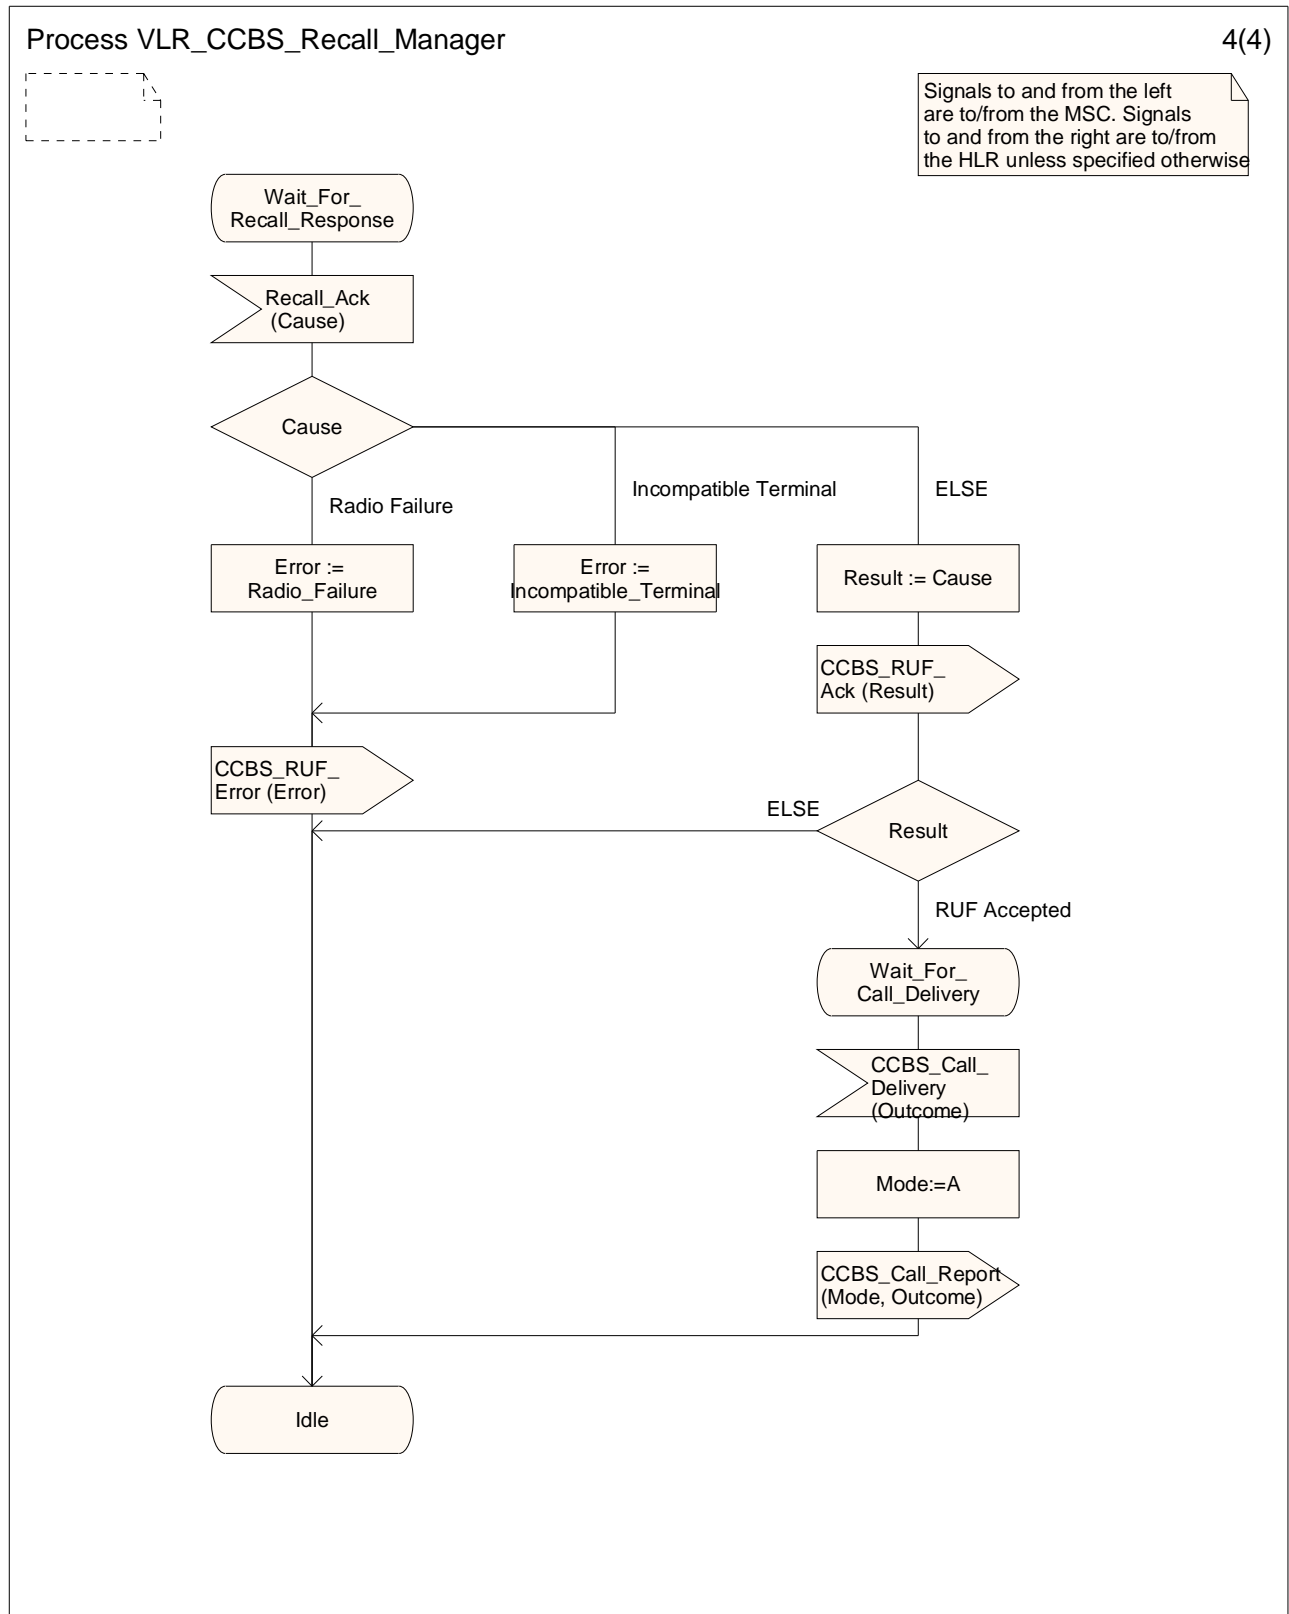 Process VLR_CCBS_Recall_Manager
4(4)
Signals to and from the left
are to/from the MSC. Signals
to and from the right are to/from
the HLR unless specified otherwise
Wait_For_
Recall_Response
Recall_Ack
(Cause)
Cause
Radio Failure
Incompatible Terminal
ELSE
Error :=
Radio_Failure
Error :=
Incompatible_Terminal
Result := Cause
CCBS_RUF_
Ack (Result)
CCBS_RUF_
Error (Error)
ELSE
Result
RUF Accepted
Wait_For_
Call_Delivery
CCBS_Call_
Delivery
(Outcome)
Mode:=A
CCBS_Call_Report
(Mode, Outcome)
Idle